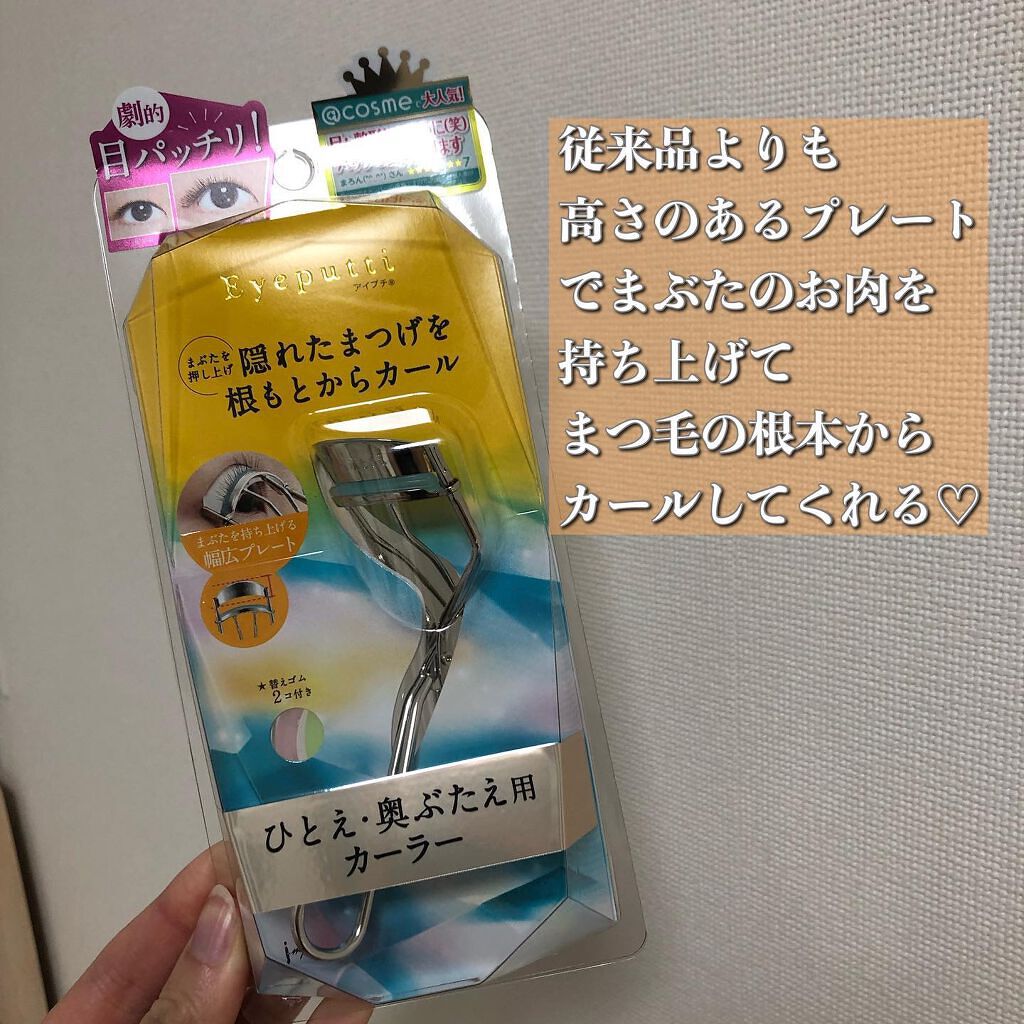 劇的
目パッチリ!
@cosmeで大人気!
Eyeputti
アイプチ®
まぶたを
押し上げ
隠れたまつげを
根もとからカール
まぶたを持ち上げる
幅広プレート
★替えゴム
2コ付き
ひとえ・奥ぶたえ用
カーラー
従来品よりも
高さのあるプレート
でまぶたのお肉を
持ち上げて
まつ毛の根本から
カールしてくれる♡